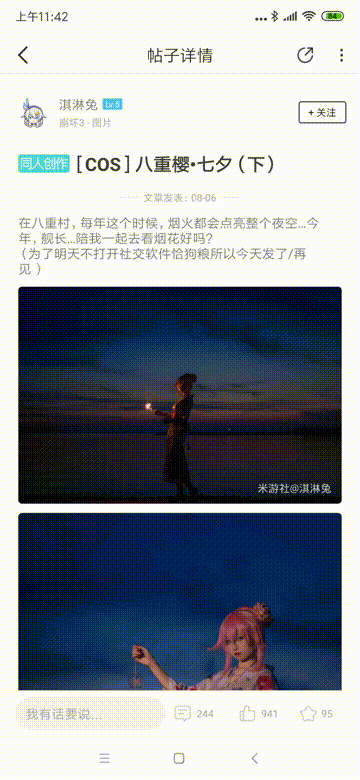 上午11:42
84
帖子详情
淇淋兔 Lv.5
崩坏3 · 图片
+ 关注
同人创作 [COS] 八重樱•七夕（下）
文章发表：08-06
在八重村，每年这个时候，烟火都会点亮整个夜空...今
年，舰长...陪我一起去看烟花好吗？
（为了明天不打开社交软件恰狗粮所以今天发了/再
见 ）
米游社@淇淋兔
我有话要说...
244
941
95